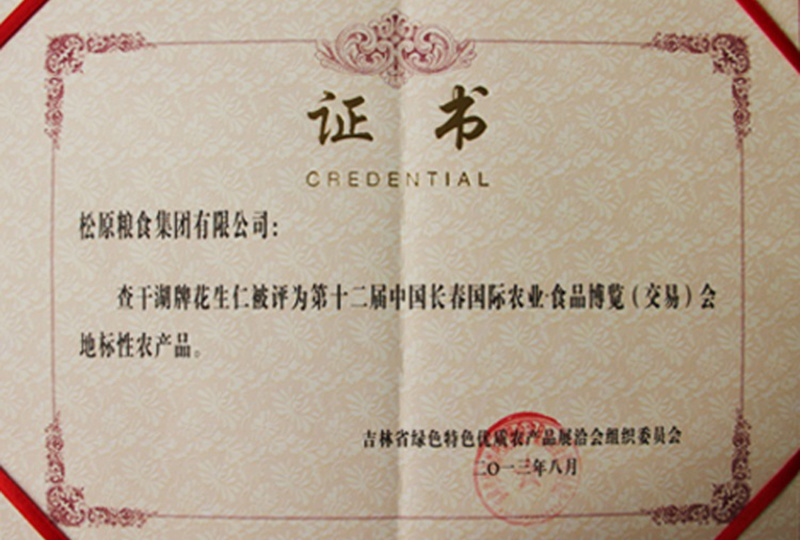 证 书
CREDENTIAL
松原粮食集团有限公司：
查干湖牌花生仁被评为第十二届中国长春国际农业·食品博览（交易）会
地标性农产品。
吉林省绿色特色优质农产品展洽会组织委员会
二〇一三年八月